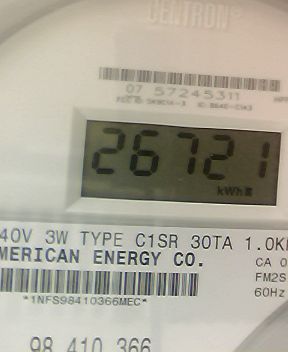 CENTRON®
07 57245311
26721
kWh
40V 3W TYPE C1SR 30TA 1.0K
MERICAN ENERGY CO.
CA 0
FM2S
60Hz
*1NFS98410366MEC*
98 410 366